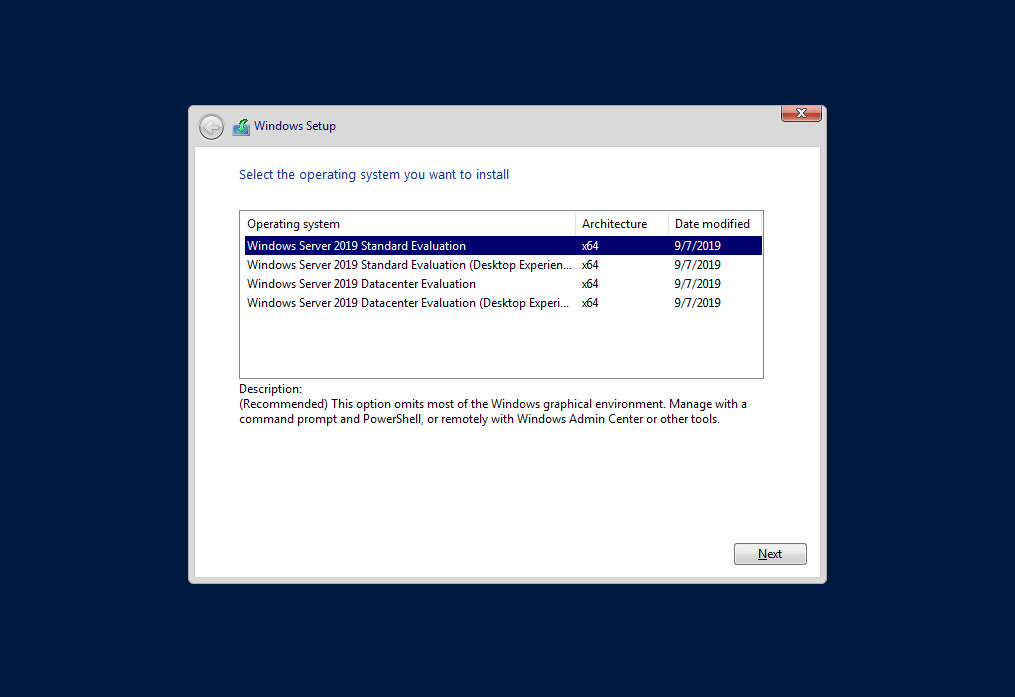 Windows Setup
Select the operating system you want to install
Operating system Architecture Date modified
Windows Server 2019 Standard Evaluation x64 9/7/2019
Windows Server 2019 Standard Evaluation (Desktop Experien... x64 9/7/2019
Windows Server 2019 Datacenter Evaluation x64 9/7/2019
Windows Server 2019 Datacenter Evaluation (Desktop Experi... x64 9/7/2019
Description:
(Recommended) This option omits most of the Windows graphical environment. Manage with a
command prompt and PowerShell, or remotely with Windows Admin Center or other tools.
Next